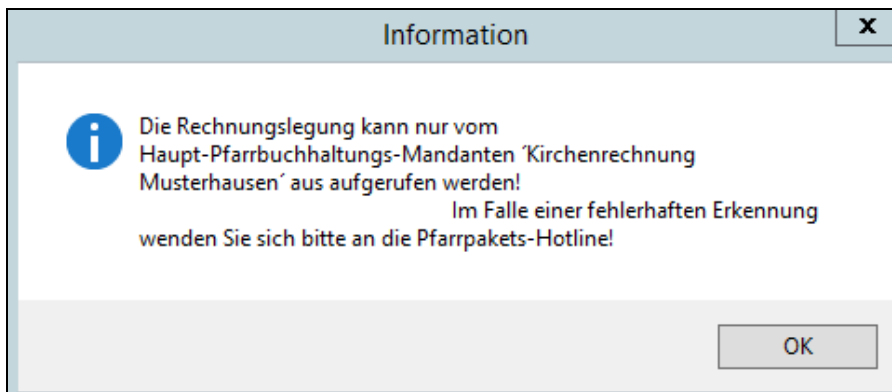 Information
x
Die Rechnungslegung kann nur vom
Haupt-Pfarrbuchhaltungs-Mandanten ´Kirchenrechnung
Musterhausen´ aus aufgerufen werden!
Im Falle einer fehlerhaften Erkennung
wenden Sie sich bitte an die Pfarrpakets-Hotline!
OK